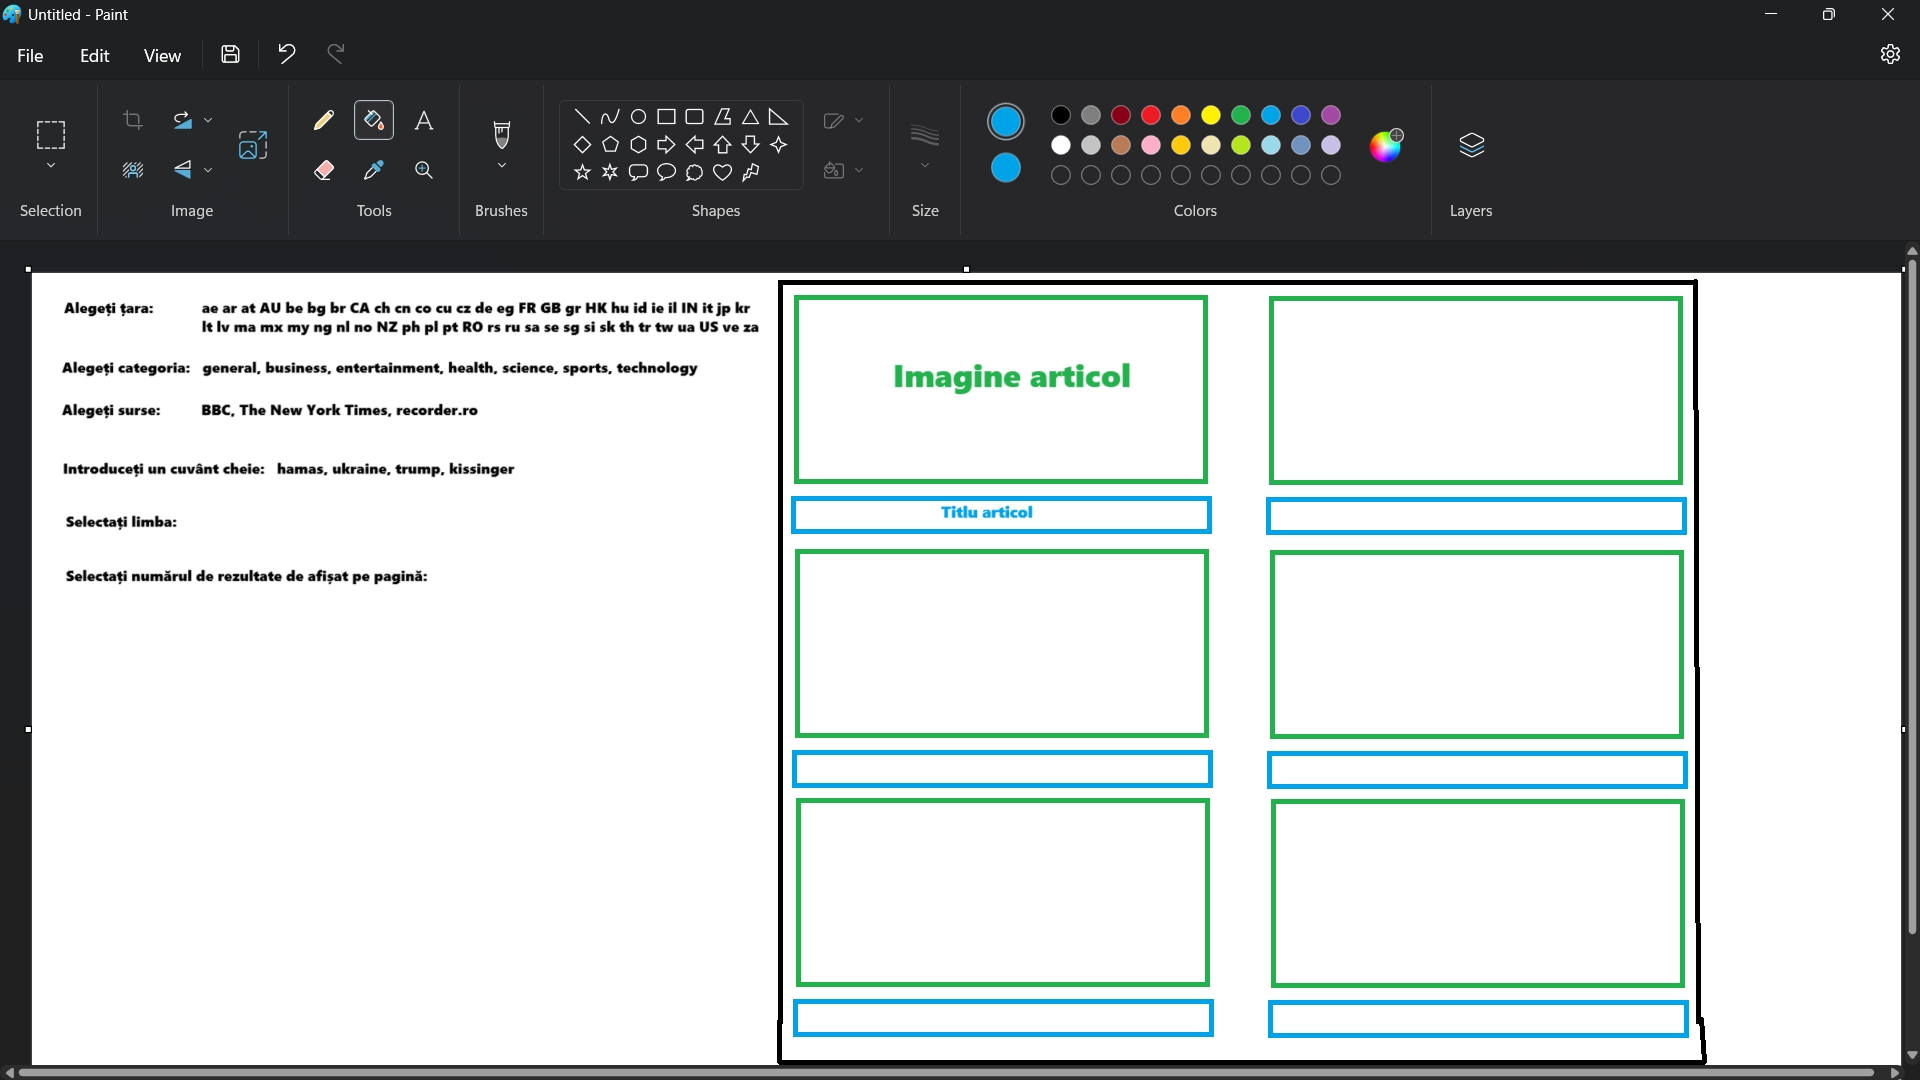 Untitled - Paint
File Edit View
Selection Image Tools Brushes Shapes Size Colors Layers
Alegeți țara: ae ar at AU be bg br CA ch cn co cu cz de eg FR GB gr HK hu id ie il IN it jp kr
lt lv ma mx my ng nl no NZ ph pl pt RO rs ru sa se sg si sk th tr tw ua US ve za
Alegeți categoria: general, business, entertainment, health, science, sports, technology
Alegeți surse: BBC, The New York Times, recorder.ro
Introduceți un cuvânt cheie: hamas, ukraine, trump, kissinger
Selectați limba:
Selectați numărul de rezultate de afișat pe pagină:
Imagine articol
Titlu articol